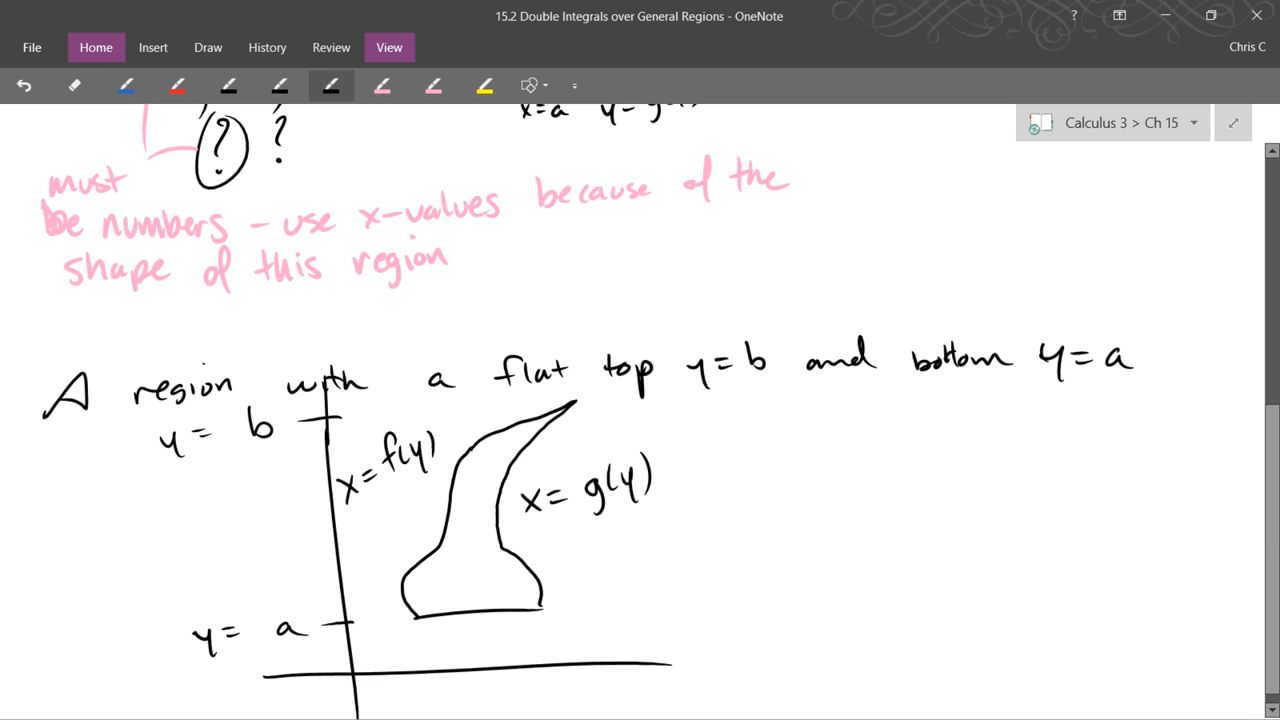 15.2 Double Integrals over General Regions - OneNote
?
Chris C
File Home Insert Draw History Review View
Calculus 3 > Ch 15
x=a y=g(
? ?
must
be numbers - use x-values because of the
shape of this region
A region with a flat top y=b and bottom y=a
y= b
x=f(y)
x= g(y)
y= a